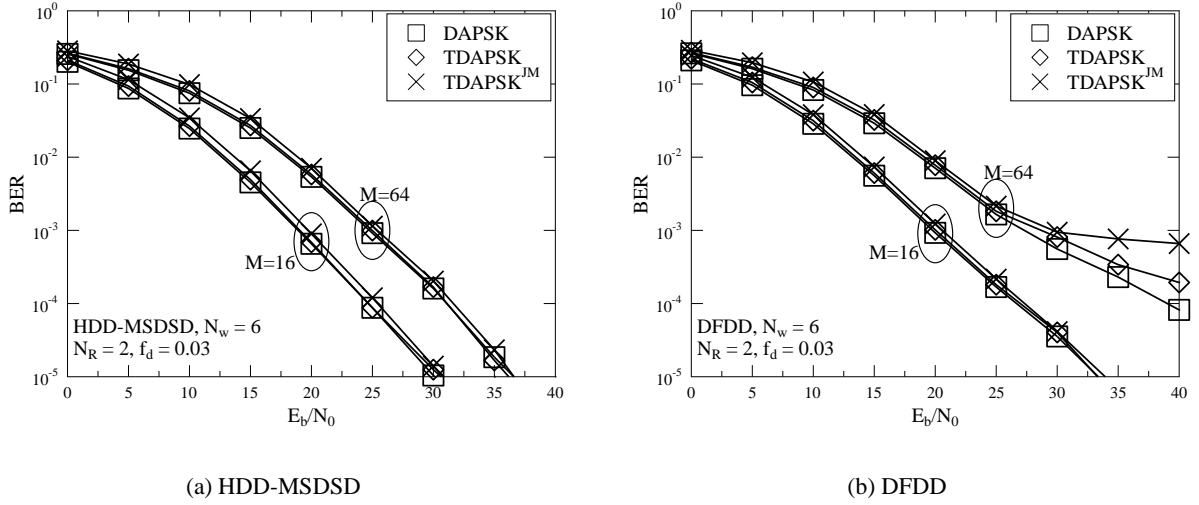 10⁰
10⁻¹
10⁻²
10⁻³
10⁻⁴
10⁻⁵
BER
0 5 10 15 20 25 30 35 40
E_b/N_0
DAPSK
TDAPSK
TDAPSK^JM
M=64
M=16
HDD-MSDSD, N_w = 6
N_R = 2, f_d = 0.03
(a) HDD-MSDSD
10⁰
10⁻¹
10⁻²
10⁻³
10⁻⁴
10⁻⁵
BER
0 5 10 15 20 25 30 35 40
E_b/N_0
DAPSK
TDAPSK
TDAPSK^JM
M=64
M=16
DFDD, N_w = 6
N_R = 2, f_d = 0.03
(b) DFDD